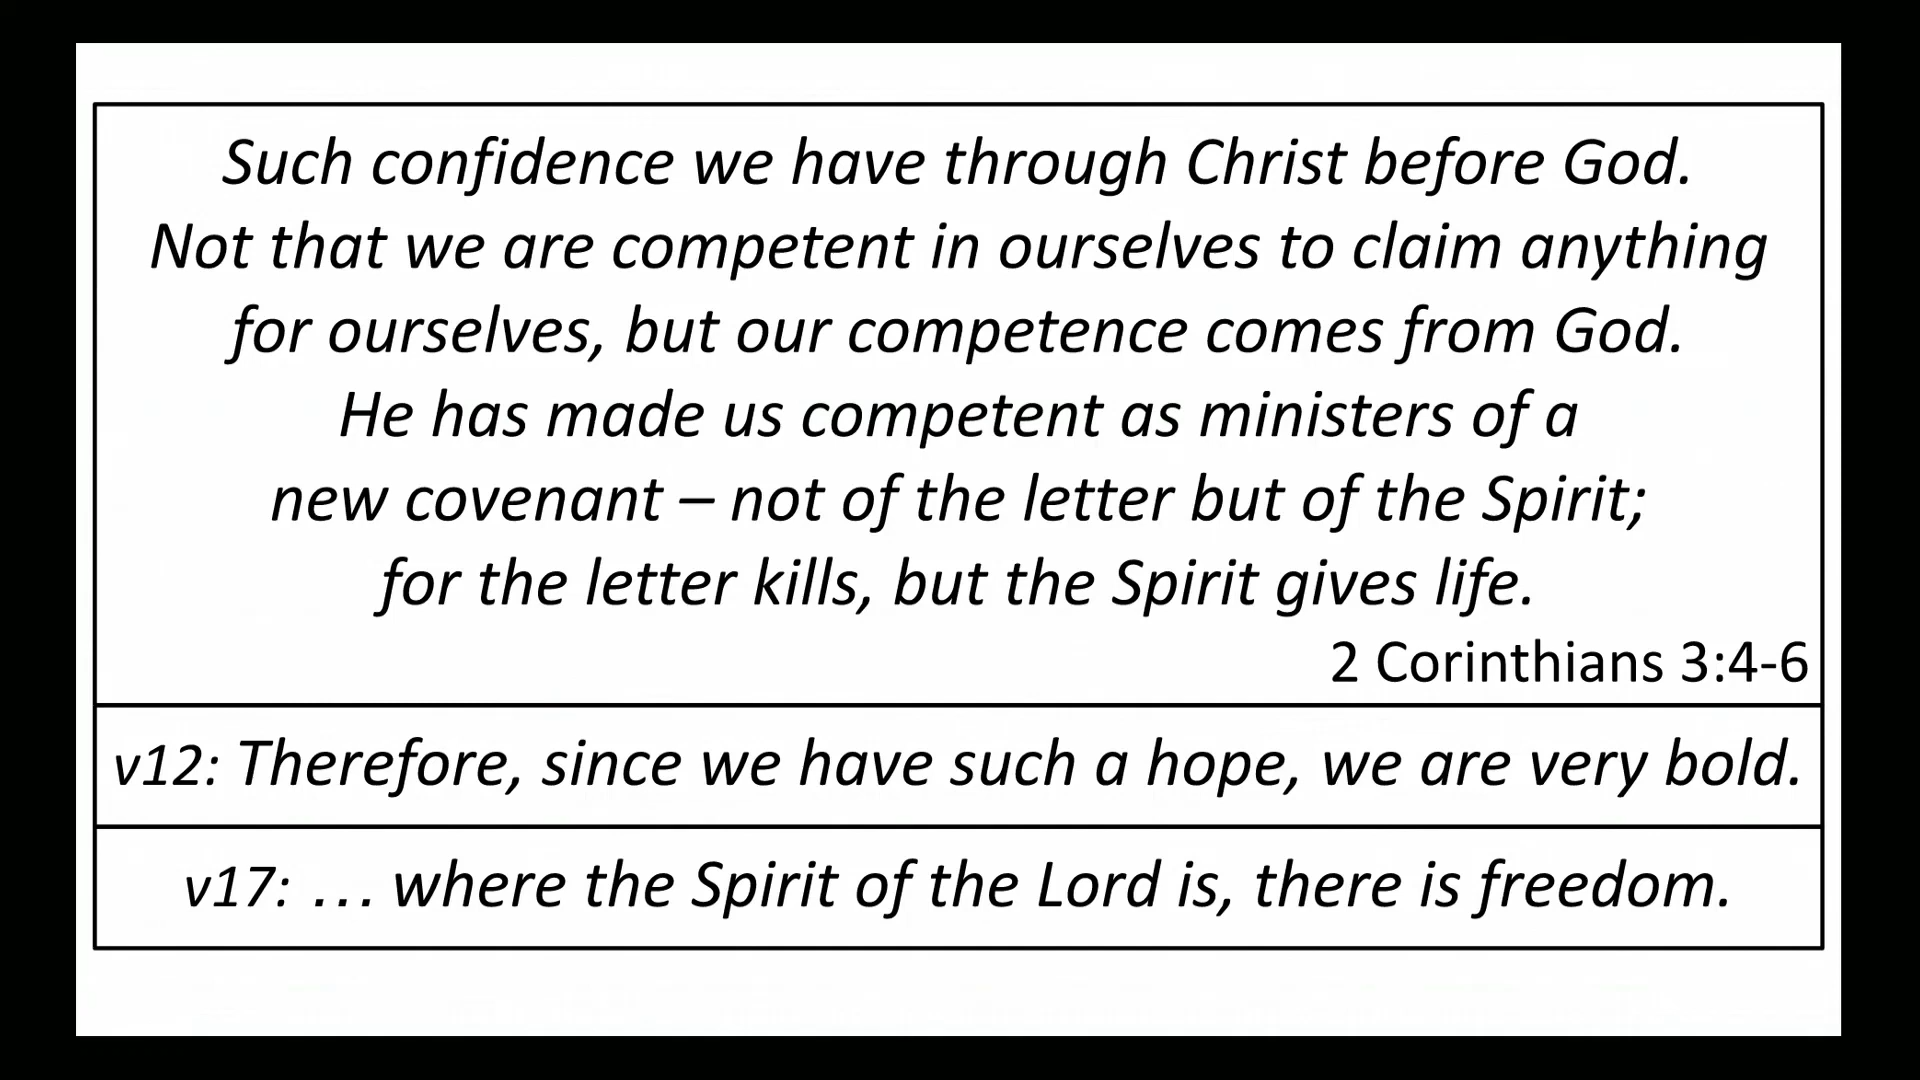 Such confidence we have through Christ before God.
Not that we are competent in ourselves to claim anything
for ourselves, but our competence comes from God.
He has made us competent as ministers of a
new covenant – not of the letter but of the Spirit;
for the letter kills, but the Spirit gives life.
2 Corinthians 3:4-6
v12: Therefore, since we have such a hope, we are very bold.
v17: … where the Spirit of the Lord is, there is freedom.